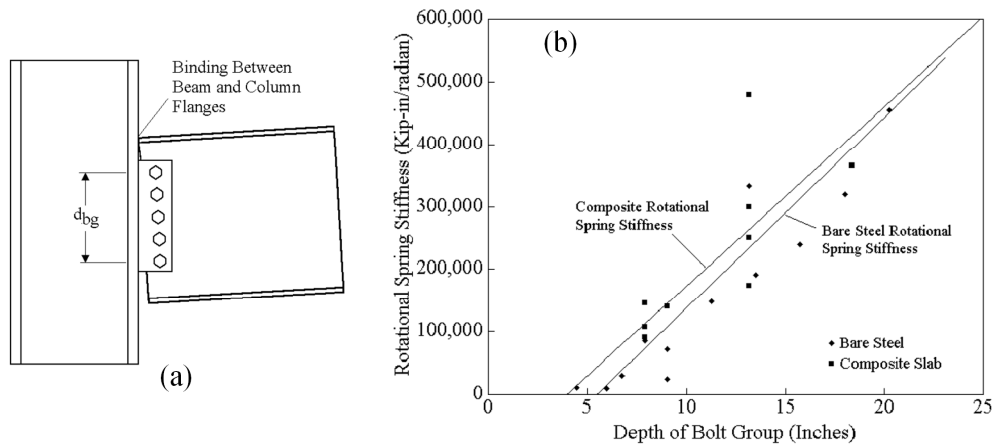 Binding Between
Beam and Column
Flanges
dbg
(a)
(b)
Rotational Spring Stiffness (Kip-in/radian)
600,000
500,000
400,000
300,000
200,000
100,000
0
Composite Rotational
Spring Stiffness
Bare Steel Rotational
Spring Stiffness
Bare Steel
Composite Slab
0 5 10 15 20 25
Depth of Bolt Group (Inches)